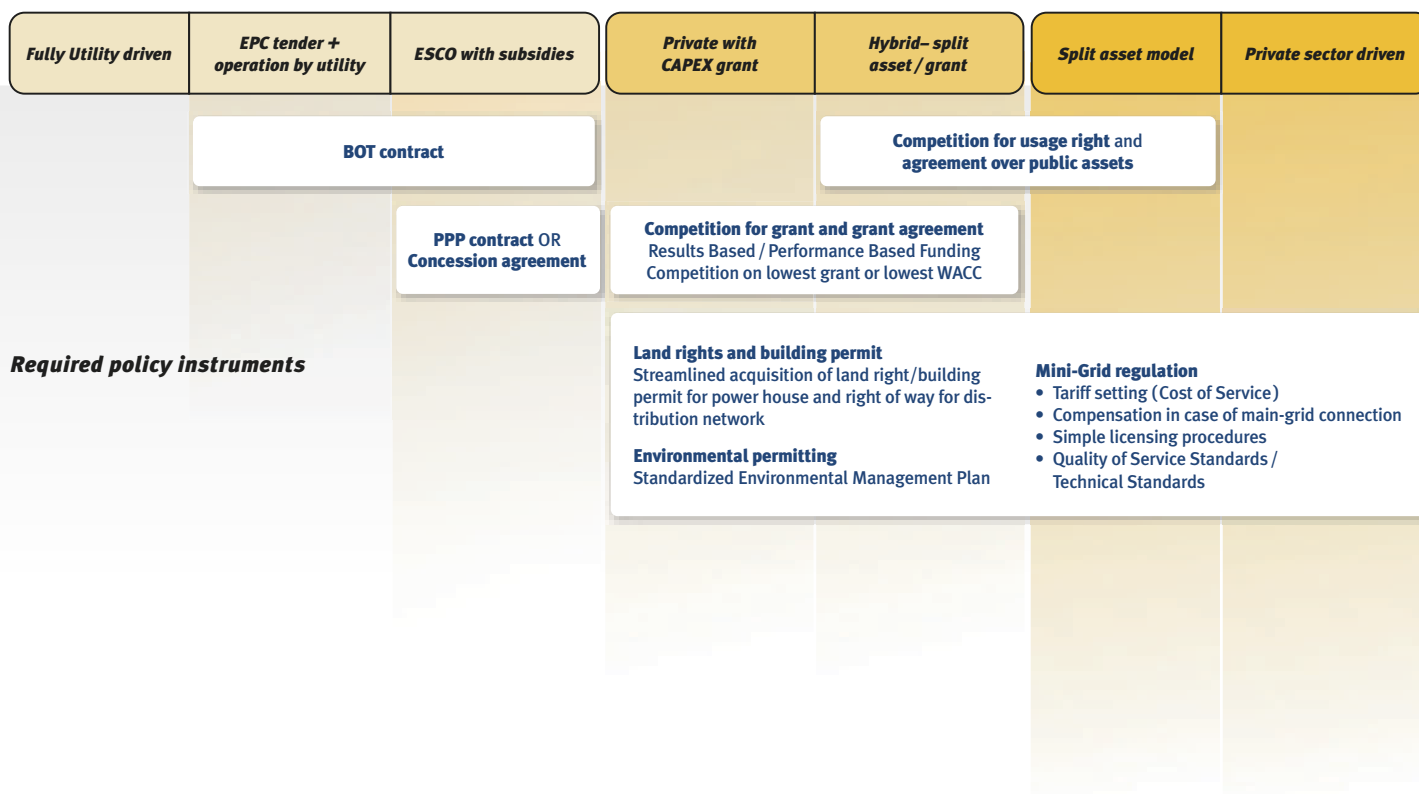 Fully Utility driven
EPC tender +
operation by utility
ESCO with subsidies
Private with
CAPEX grant
Hybrid– split
asset / grant
Split asset model
Private sector driven
BOT contract
Competition for usage right and
agreement over public assets
PPP contract OR
Concession agreement
Competition for grant and grant agreement
Results Based / Performance Based Funding
Competition on lowest grant or lowest WACC
Required policy instruments
Land rights and building permit
Streamlined acquisition of land right/building
permit for power house and right of way for dis-
tribution network
Environmental permitting
Standardized Environmental Management Plan
Mini-Grid regulation
• Tariff setting (Cost of Service)
• Compensation in case of main-grid connection
• Simple licensing procedures
• Quality of Service Standards /
Technical Standards